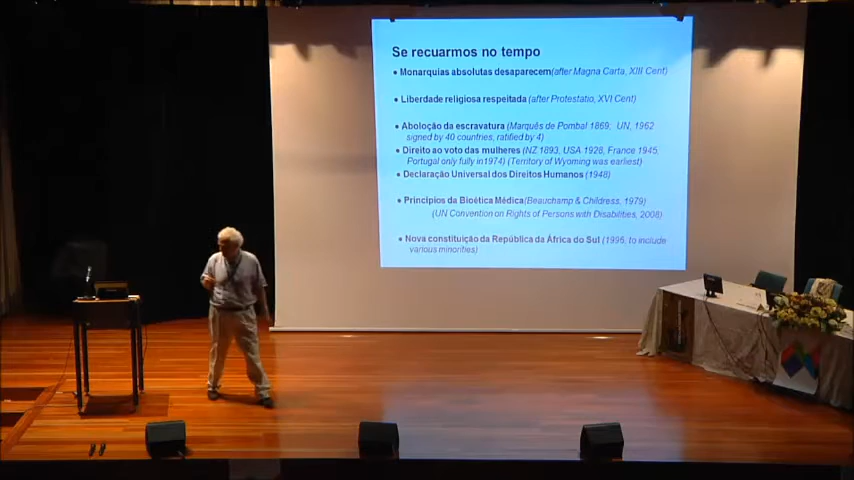 Se recuarmos no tempo
• Monarquias absolutas desaparecem(after Magna Carta, XIII Cent)
• Liberdade religiosa respeitada (after Protestatio, XVI Cent)
• Abolição da escravatura (Marquês de Pombal 1869; UN, 1962
signed by 40 countries, ratified by 4)
• Direito ao voto das mulheres (NZ 1893, USA 1928, France 1945,
Portugal only fully in1974) (Territory of Wyoming was earliest)
• Declaração Universal dos Direitos Humanos (1948)
• Princípios da Bioética Médica(Beauchamp & Childress, 1979)
(UN Convention on Rights of Persons with Disabilities, 2008)
• Nova constituição da República da África do Sul (1996, to include
various minorities)